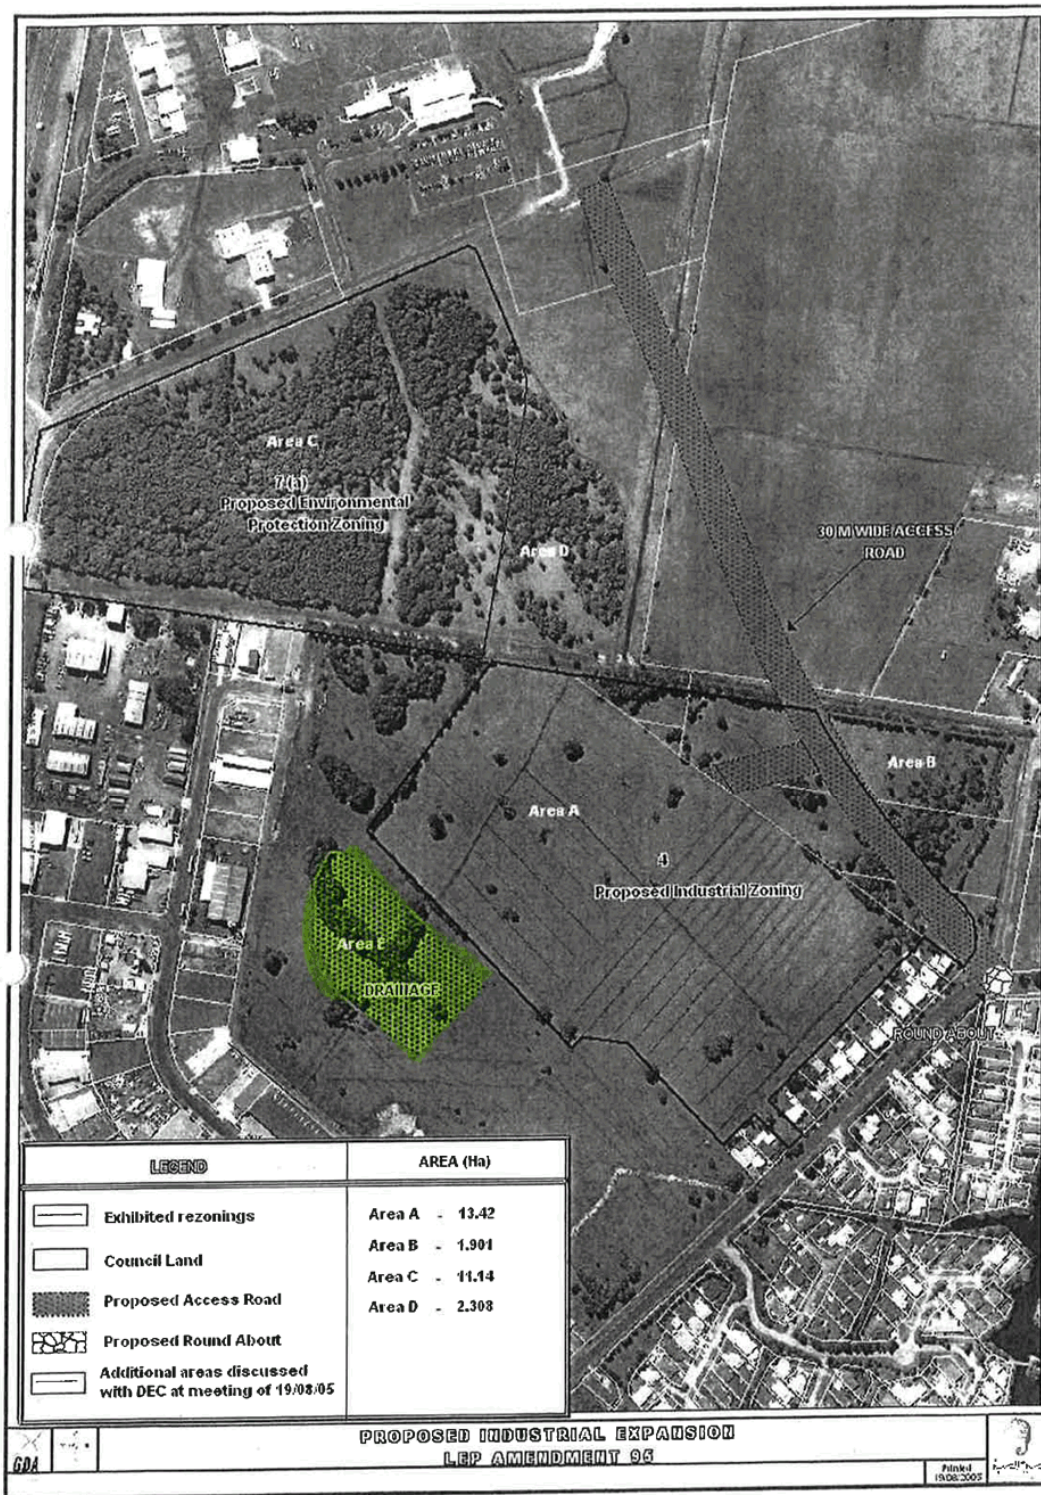 Area C
7 (a)
Proposed Environmental
Protection Zoning
Area D
30 M WIDE ACCESS
ROAD
Area B
Area A
4
Proposed Industrial Zoning
Area E
DRAINAGE
ROUND ABOUT
LEGEND
AREA (Ha)
Exhibited rezonings
Council Land
Proposed Access Road
Proposed Round About
Additional areas discussed
with DEC at meeting of 19/08/05
Area A - 13.42
Area B - 1.901
Area C - 11.14
Area D - 2.308
GDA
PROPOSED INDUSTRIAL EXPANSION
LEP AMENDMENT 95
Printed
19/08/2005